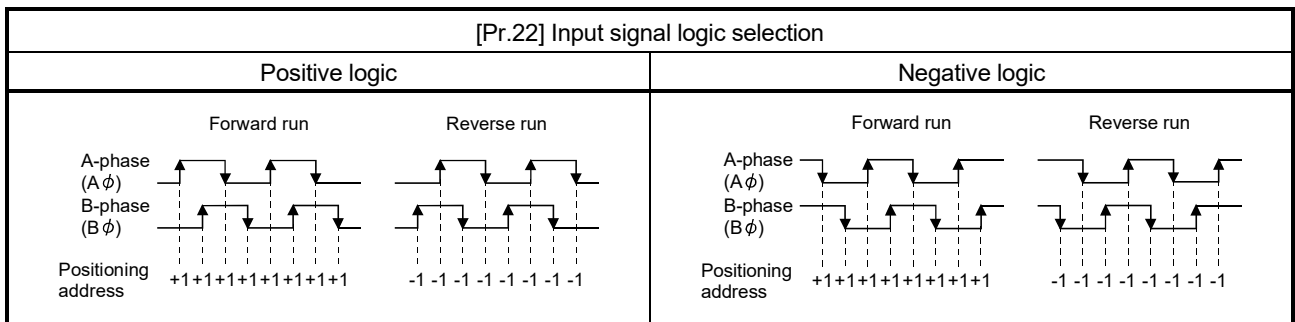 [Pr.22] Input signal logic selection
Positive logic
Negative logic
Forward run
Reverse run
A-phase
(Aϕ)
B-phase
(Bϕ)
Positioning
address
+1+1+1+1+1+1+1+1
-1 -1 -1 -1 -1 -1 -1 -1
Forward run
Reverse run
A-phase
(Aϕ)
B-phase
(Bϕ)
Positioning
address
+1+1+1+1+1+1+1+1
-1 -1 -1 -1 -1 -1 -1 -1